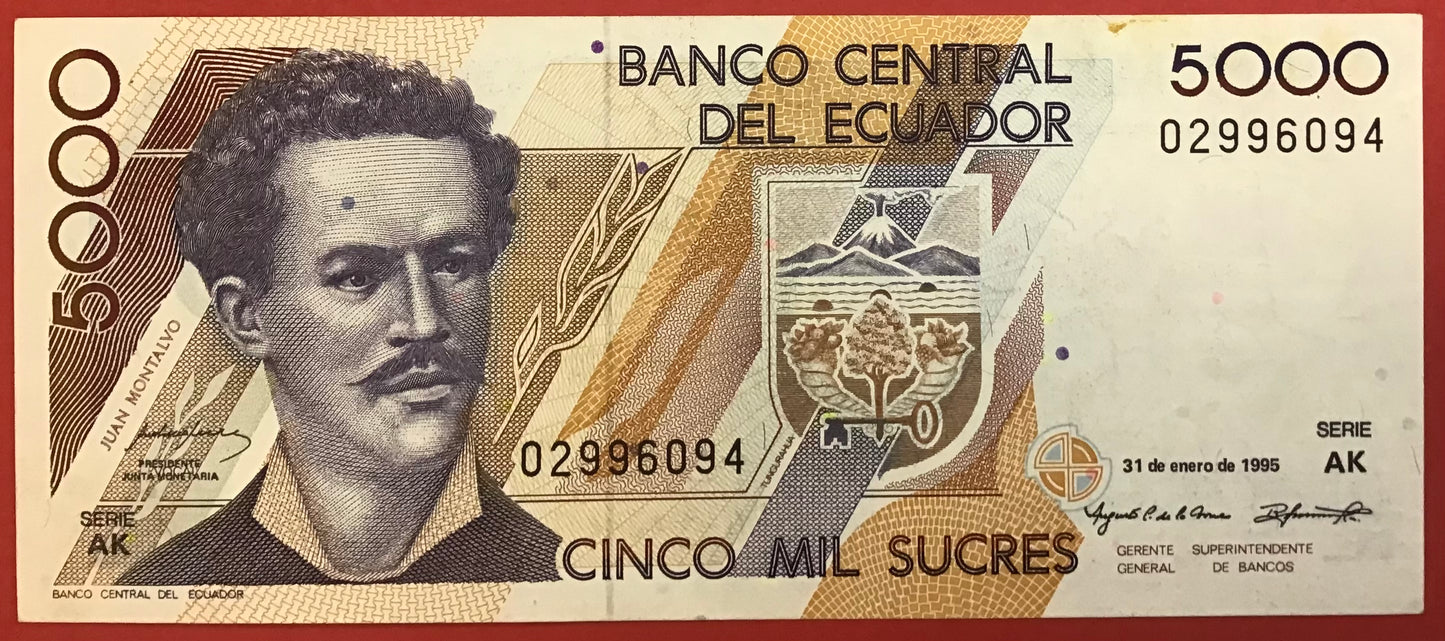 5000
BANCO CENTRAL
DEL ECUADOR
5000
02996094
JUAN MONTALVO
PRESIDENTE
JUNTA MONETARIA
SERIE
AK
02996094
TUNGURAHUA
31 de enero de 1995
SERIE
AK
GERENTE
GENERAL
SUPERINTENDENTE
DE BANCOS
CINCO MIL SUCRES
BANCO CENTRAL DEL ECUADOR